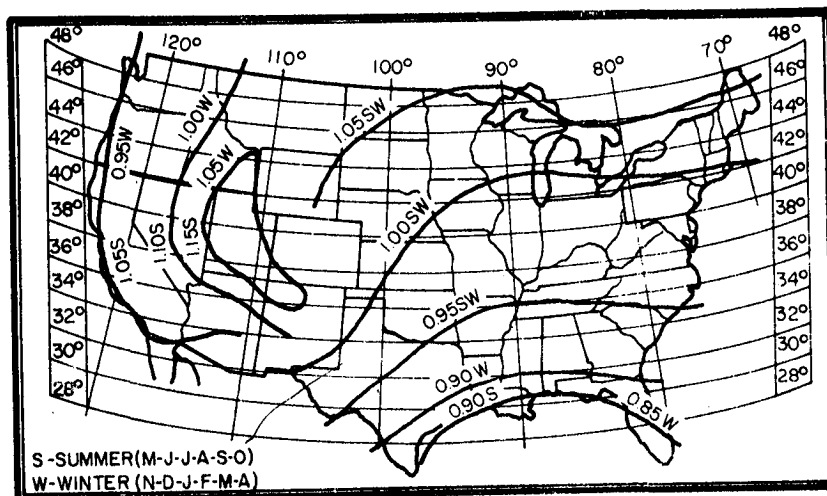 48° 120° 110° 100° 90° 80° 70° 48°
46° 46°
44° 44°
42° 42°
40° 40°
38° 38°
36° 36°
34° 34°
32° 32°
30° 30°
28° 28°
0.95W
1.00W
1.05W
1.05SW
1.05S
1.10S
1.15S
1.00SW
0.95SW
0.90W
0.90S
0.85W
S-SUMMER(M-J-J-A-S-O)
W-WINTER (N-D-J-F-M-A)